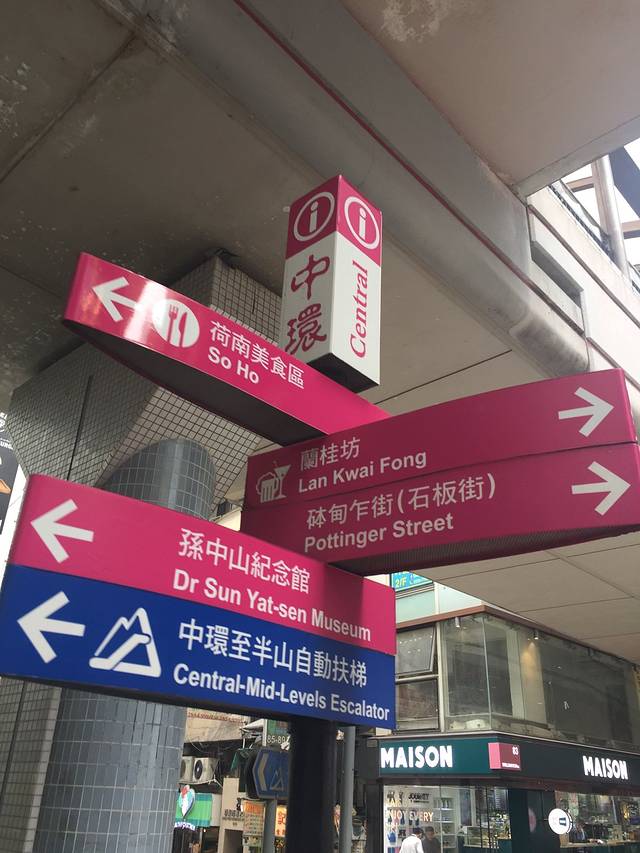 中環
Central
荷南美食區
So Ho
蘭桂坊
Lan Kwai Fong
砵甸乍街(石板街)
Pottinger Street
孫中山紀念館
Dr Sun Yat-sen Museum
中環至半山自動扶梯
Central-Mid-Levels Escalator
2/F
MAISON
83
MAISON